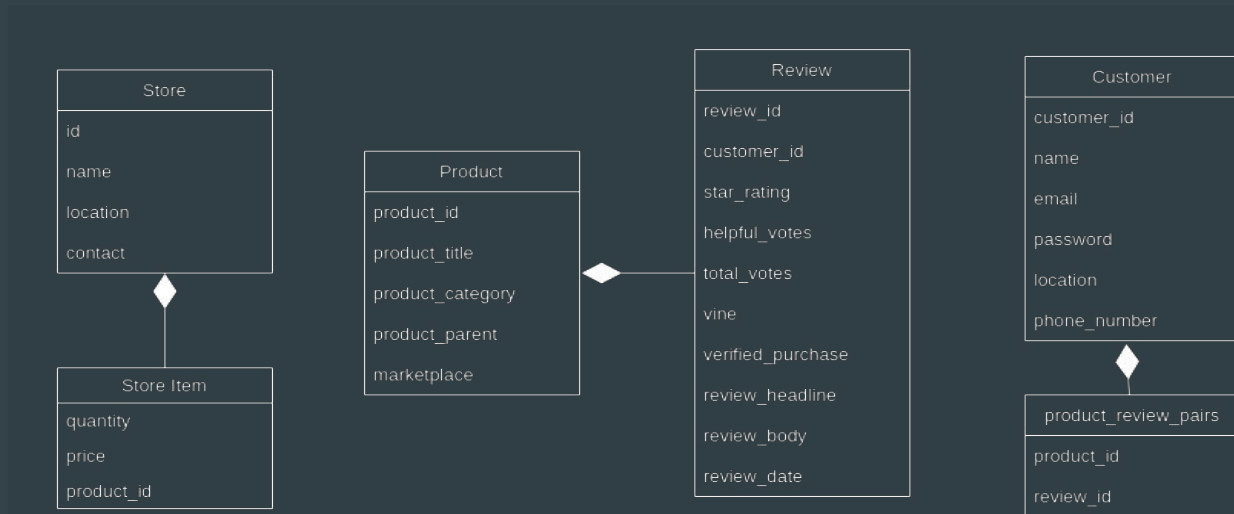 Store
id
name
location
contact
Store Item
quantity
price
product_id
Product
product_id
product_title
product_category
product_parent
marketplace
Review
review_id
customer_id
star_rating
helpful_votes
total_votes
vine
verified_purchase
review_headline
review_body
review_date
Customer
customer_id
name
email
password
location
phone_number
product_review_pairs
product_id
review_id